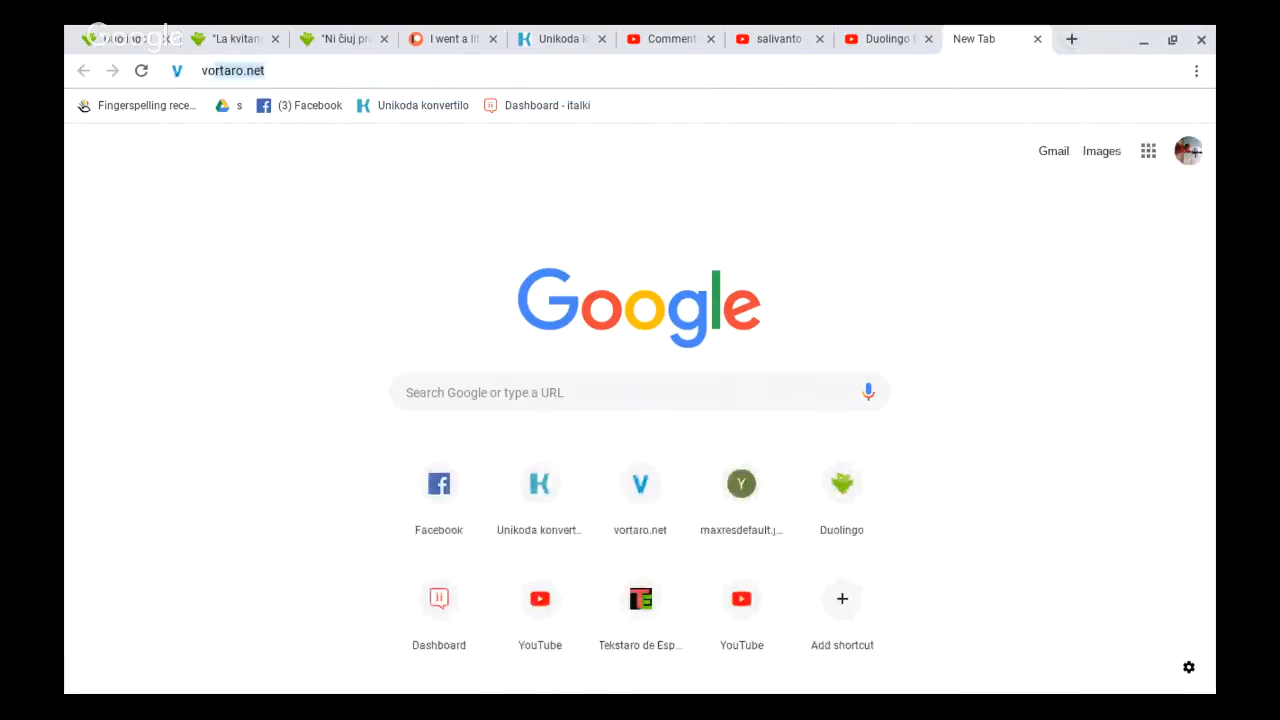 Google
"La kvitan
"Ni ĉiuj pra
I went a lit
Unikoda k
Comment
salivanto
Duolingo E
New Tab
vortaro.net
Fingerspelling rece...
s
(3) Facebook
Unikoda konvertilo
Dashboard - italki
Gmail
Images
Google
Search Google or type a URL
Facebook
Unikoda konvert...
vortaro.net
maxresdefault.j...
Duolingo
Dashboard
YouTube
Tekstaro de Esp...
YouTube
Add shortcut